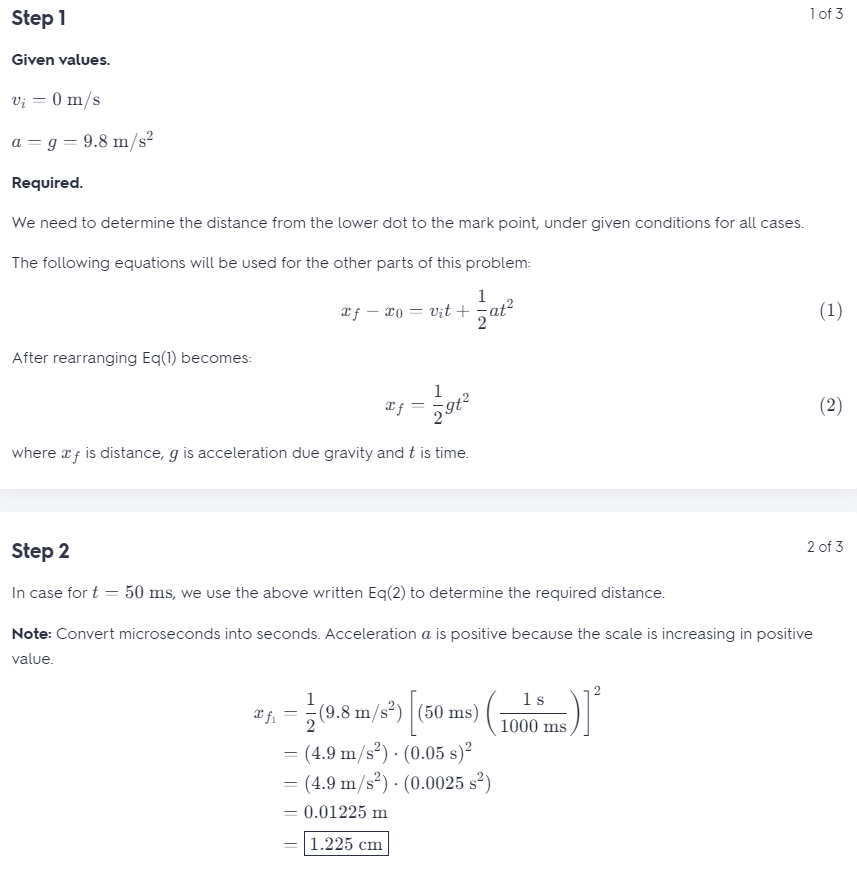 Step 1
1 of 3
Given values.
v_i = 0 m/s
a = g = 9.8 m/s²
Required.
We need to determine the distance from the lower dot to the mark point, under given conditions for all cases.
The following equations will be used for the other parts of this problem:
x_f − x_0 = v_i t + 1/2 at² (1)
After rearranging Eq(1) becomes:
x_f = 1/2 gt² (2)
where x_f is distance, g is acceleration due gravity and t is time.
Step 2
2 of 3
In case for t = 50 ms, we use the above written Eq(2) to determine the required distance.
Note: Convert microseconds into seconds. Acceleration a is positive because the scale is increasing in positive
value.
x_f₁ = 1/2 (9.8 m/s²) [(50 ms) (1 s / 1000 ms)]²
= (4.9 m/s²) · (0.05 s)²
= (4.9 m/s²) · (0.0025 s²)
= 0.01225 m
= 1.225 cm